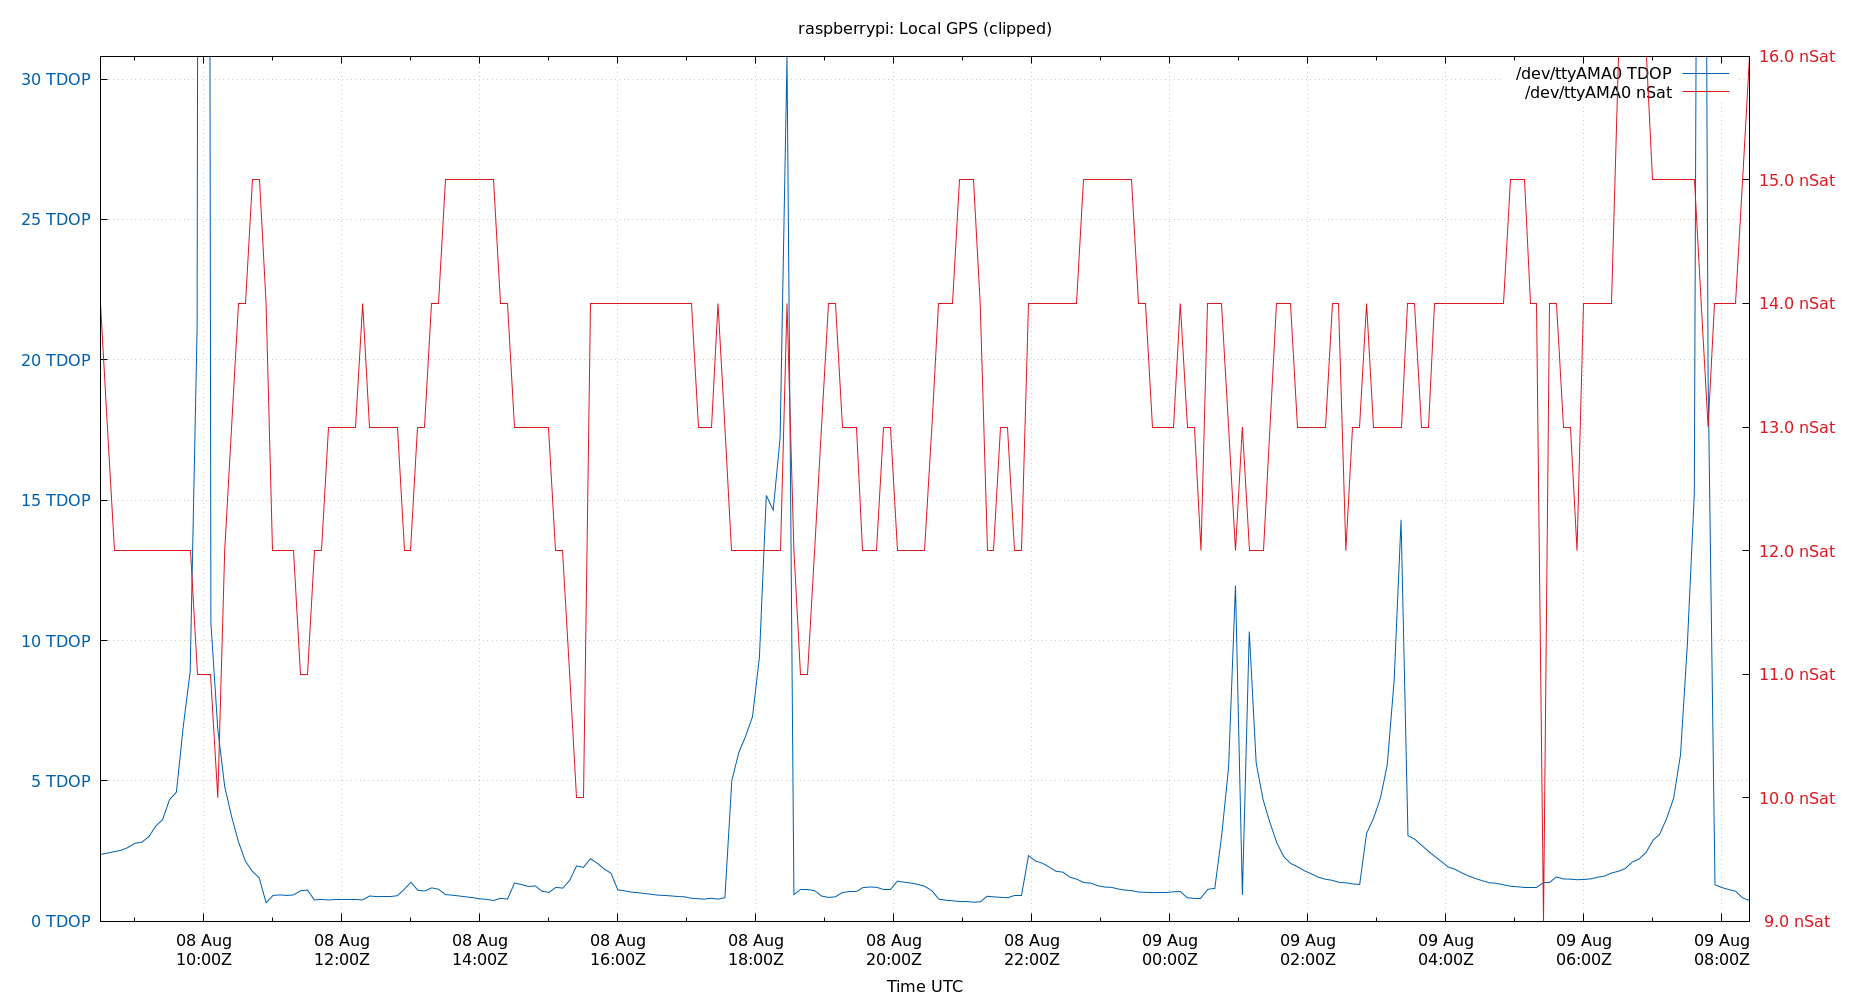 raspberrypi: Local GPS (clipped)
/dev/ttyAMA0 TDOP
/dev/ttyAMA0 nSat
30 TDOP
25 TDOP
20 TDOP
15 TDOP
10 TDOP
5 TDOP
0 TDOP
16.0 nSat
15.0 nSat
14.0 nSat
13.0 nSat
12.0 nSat
11.0 nSat
10.0 nSat
9.0 nSat
08 Aug
10:00Z
08 Aug
12:00Z
08 Aug
14:00Z
08 Aug
16:00Z
08 Aug
18:00Z
08 Aug
20:00Z
08 Aug
22:00Z
09 Aug
00:00Z
09 Aug
02:00Z
09 Aug
04:00Z
09 Aug
06:00Z
09 Aug
08:00Z
Time UTC